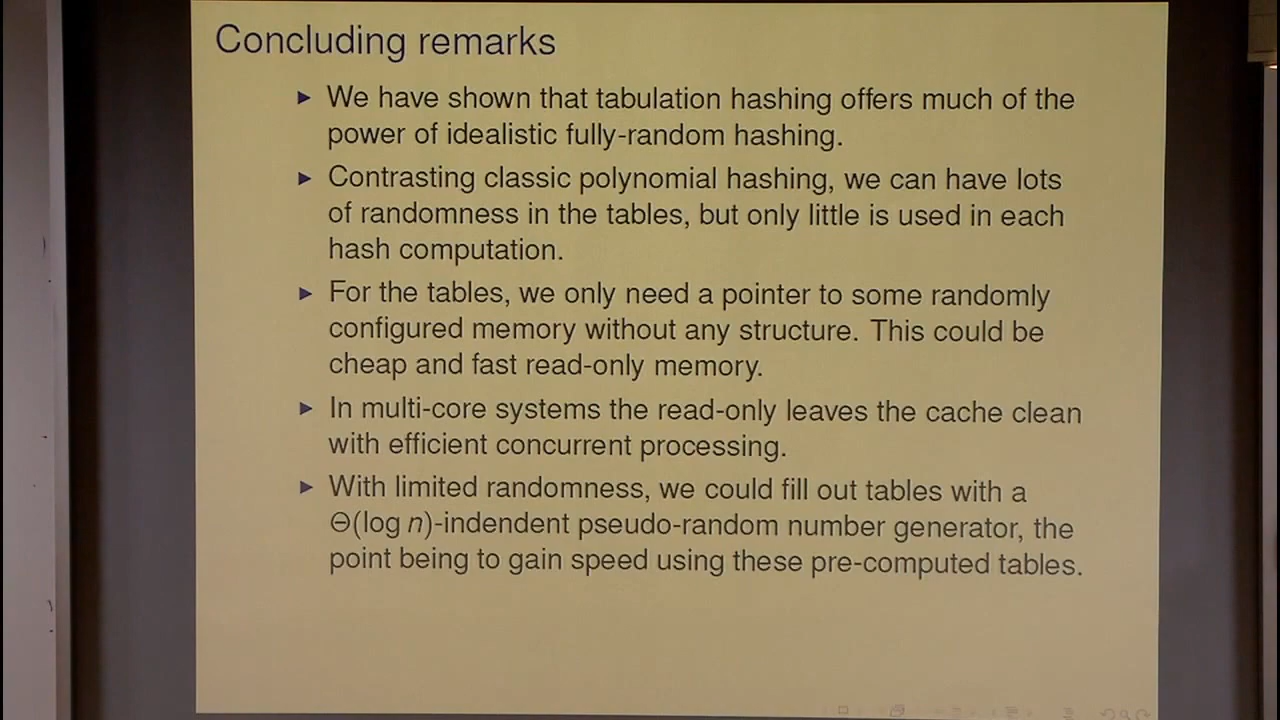 Concluding remarks
▶ We have shown that tabulation hashing offers much of the
power of idealistic fully-random hashing.
▶ Contrasting classic polynomial hashing, we can have lots
of randomness in the tables, but only little is used in each
hash computation.
▶ For the tables, we only need a pointer to some randomly
configured memory without any structure. This could be
cheap and fast read-only memory.
▶ In multi-core systems the read-only leaves the cache clean
with efficient concurrent processing.
▶ With limited randomness, we could fill out tables with a
Θ(log n)-indendent pseudo-random number generator, the
point being to gain speed using these pre-computed tables.